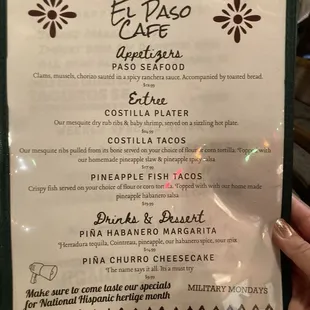 El Paso
Cafe
Appetizers
PASO SEAFOOD
Clams, mussels, chorizo sauted in a spicy ranchera sauce. Accompanied by toasted bread.
Entree
COSTILLA PLATER
Our mesquite dry rub ribs & baby shrimp, served on a sizzling hot plate.
COSTILLA TACOS
Our mesquite ribs pulled from its bone served on your choice of flour or corn tortilla. Topped with
our homemade pineapple slaw & pineapple spicy salsa
PINEAPPLE FISH TACOS
Crispy fish served on your choice of flour or corn tortilla. Topped with with our house made
pineapple habanero salsa
Drinks & Dessert
PIÑA HABANERO MARGARITA
Herradura tequila, Contreau, pineapple, our habanero spice, sour mix
PIÑA CHURRO CHEESECAKE
The name says it all. Its a must try
Make sure to come taste our specials
for National Hispanic heritge month
MILITARY MONDAYS